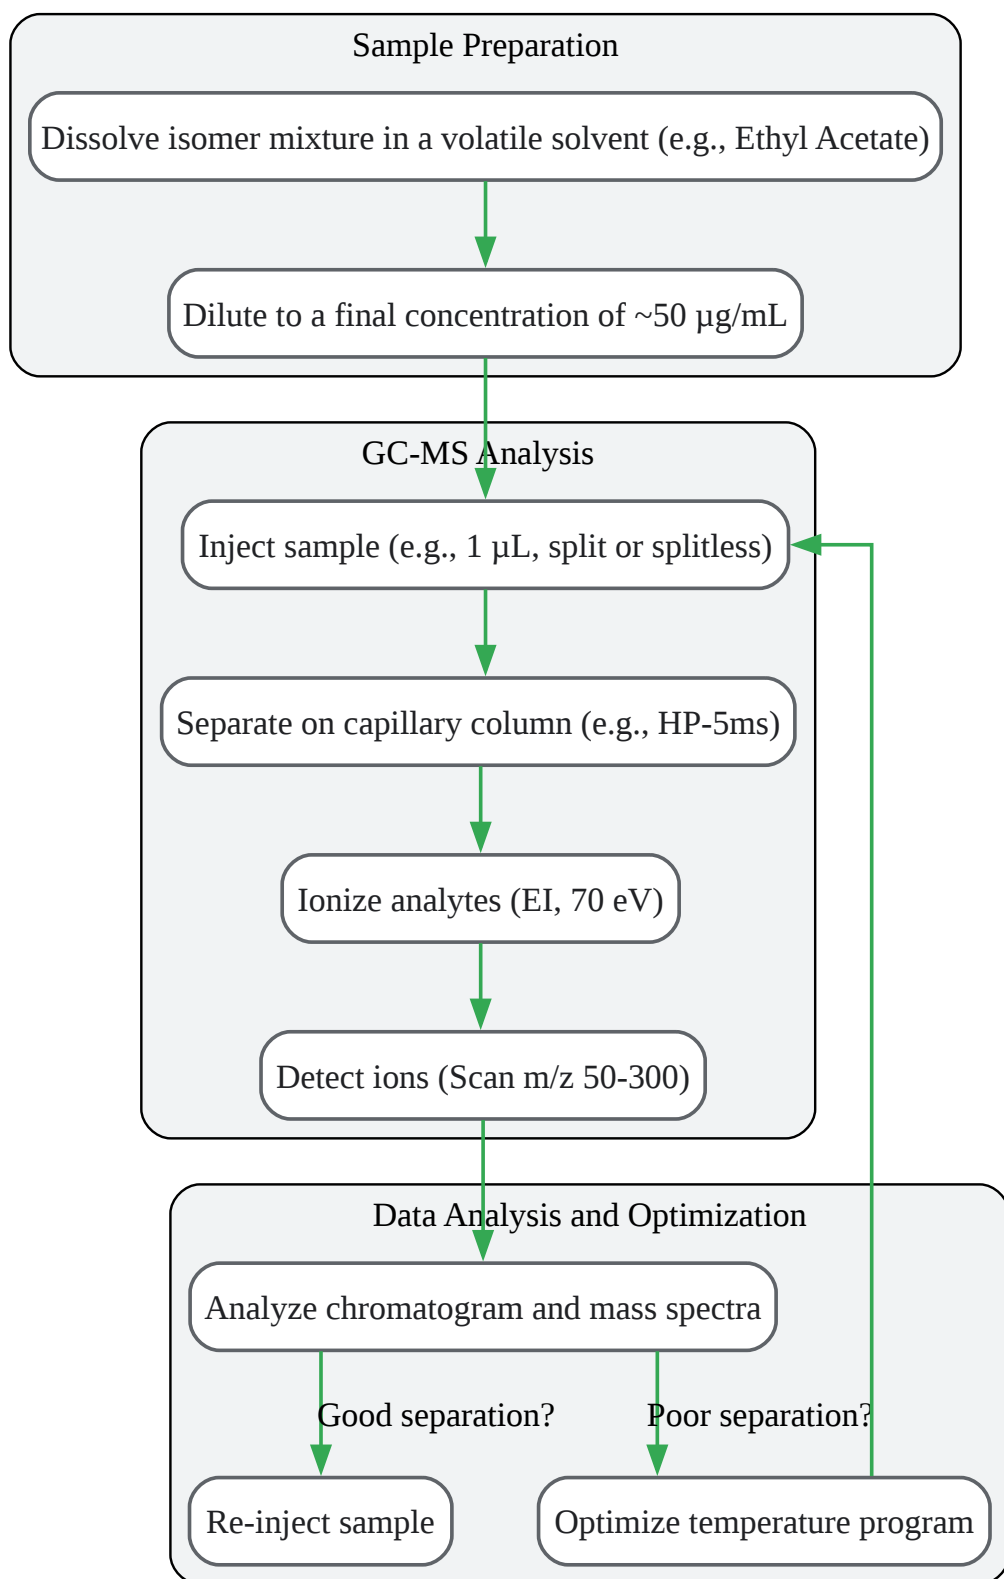 Sample Preparation
Dissolve isomer mixture in a volatile solvent (e.g., Ethyl Acetate)
Dilute to a final concentration of ~50 µg/mL
GC-MS Analysis
Inject sample (e.g., 1 µL, split or splitless)
Separate on capillary column (e.g., HP-5ms)
Ionize analytes (EI, 70 eV)
Detect ions (Scan m/z 50-300)
Data Analysis and Optimization
Analyze chromatogram and mass spectra
Good separation?
Poor separation?
Re-inject sample
Optimize temperature program